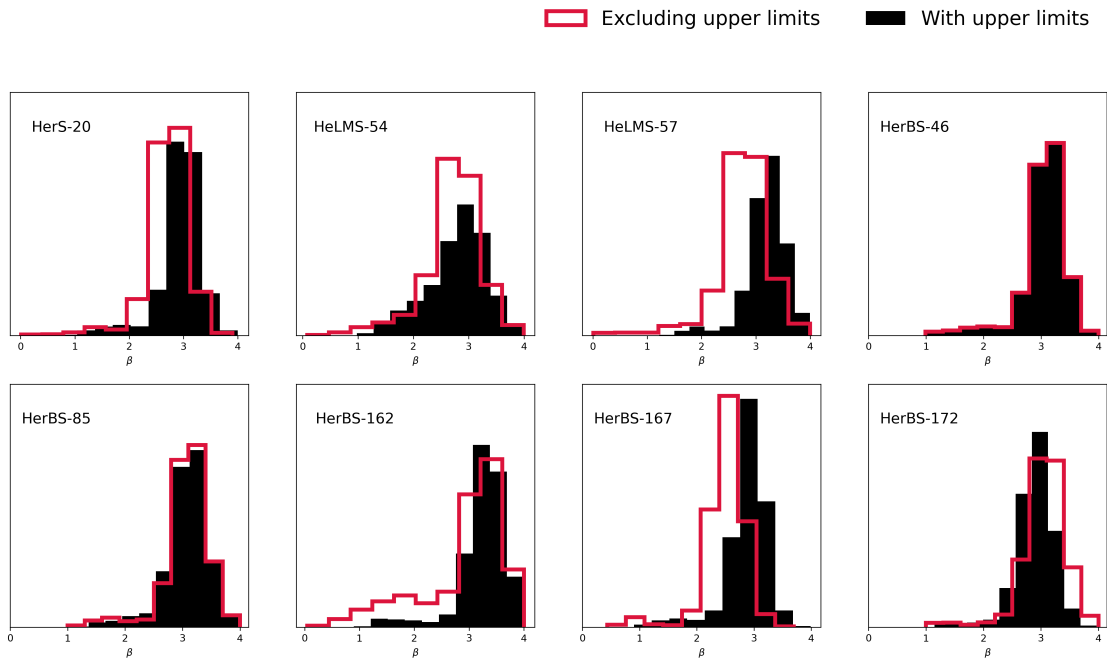 Excluding upper limits With upper limits
HerS-20 HeLMS-54 HeLMS-57 HerBS-46
0 1 2 3 4 0 1 2 3 4 0 1 2 3 4 0 1 2 3 4
β β β β
HerBS-85 HerBS-162 HerBS-167 HerBS-172
0 1 2 3 4 0 1 2 3 4 0 1 2 3 4 0 1 2 3 4
β β β β